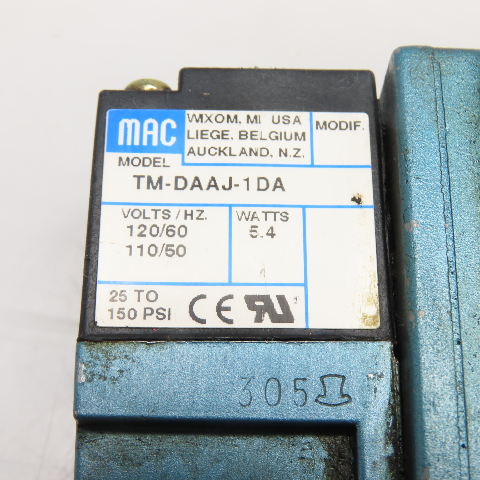 MAC
WIXOM, MI USA
LIEGE, BELGIUM
AUCKLAND, N.Z.
MODIF.
MODEL
TM-DAAJ-1DA
VOLTS/HZ.
120/60
110/50
WATTS
5.4
25 TO
150 PSI
CE
RU
305